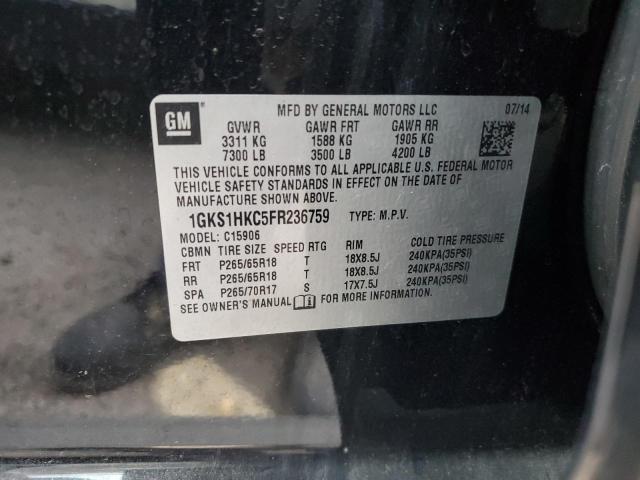 GM
MFD BY GENERAL MOTORS LLC 07/14
GVWR GAWR FRT GAWR RR
3311 KG 1588 KG 1905 KG
7300 LB 3500 LB 4200 LB
THIS VEHICLE CONFORMS TO ALL APPLICABLE U.S. FEDERAL MOTOR
VEHICLE SAFETY STANDARDS IN EFFECT ON THE DATE OF
MANUFACTURE SHOWN ABOVE.
1GKS1HKC5FR236759 TYPE: M.P.V.
MODEL: C15906
CBMN TIRE SIZE SPEED RTG RIM COLD TIRE PRESSURE
FRT P265/65R18 T 18X8.5J 240KPA(35PSI)
RR P265/65R18 T 18X8.5J 240KPA(35PSI)
SPA P265/70R17 S 17X7.5J 240KPA(35PSI)
SEE OWNER'S MANUAL FOR MORE INFORMATION.